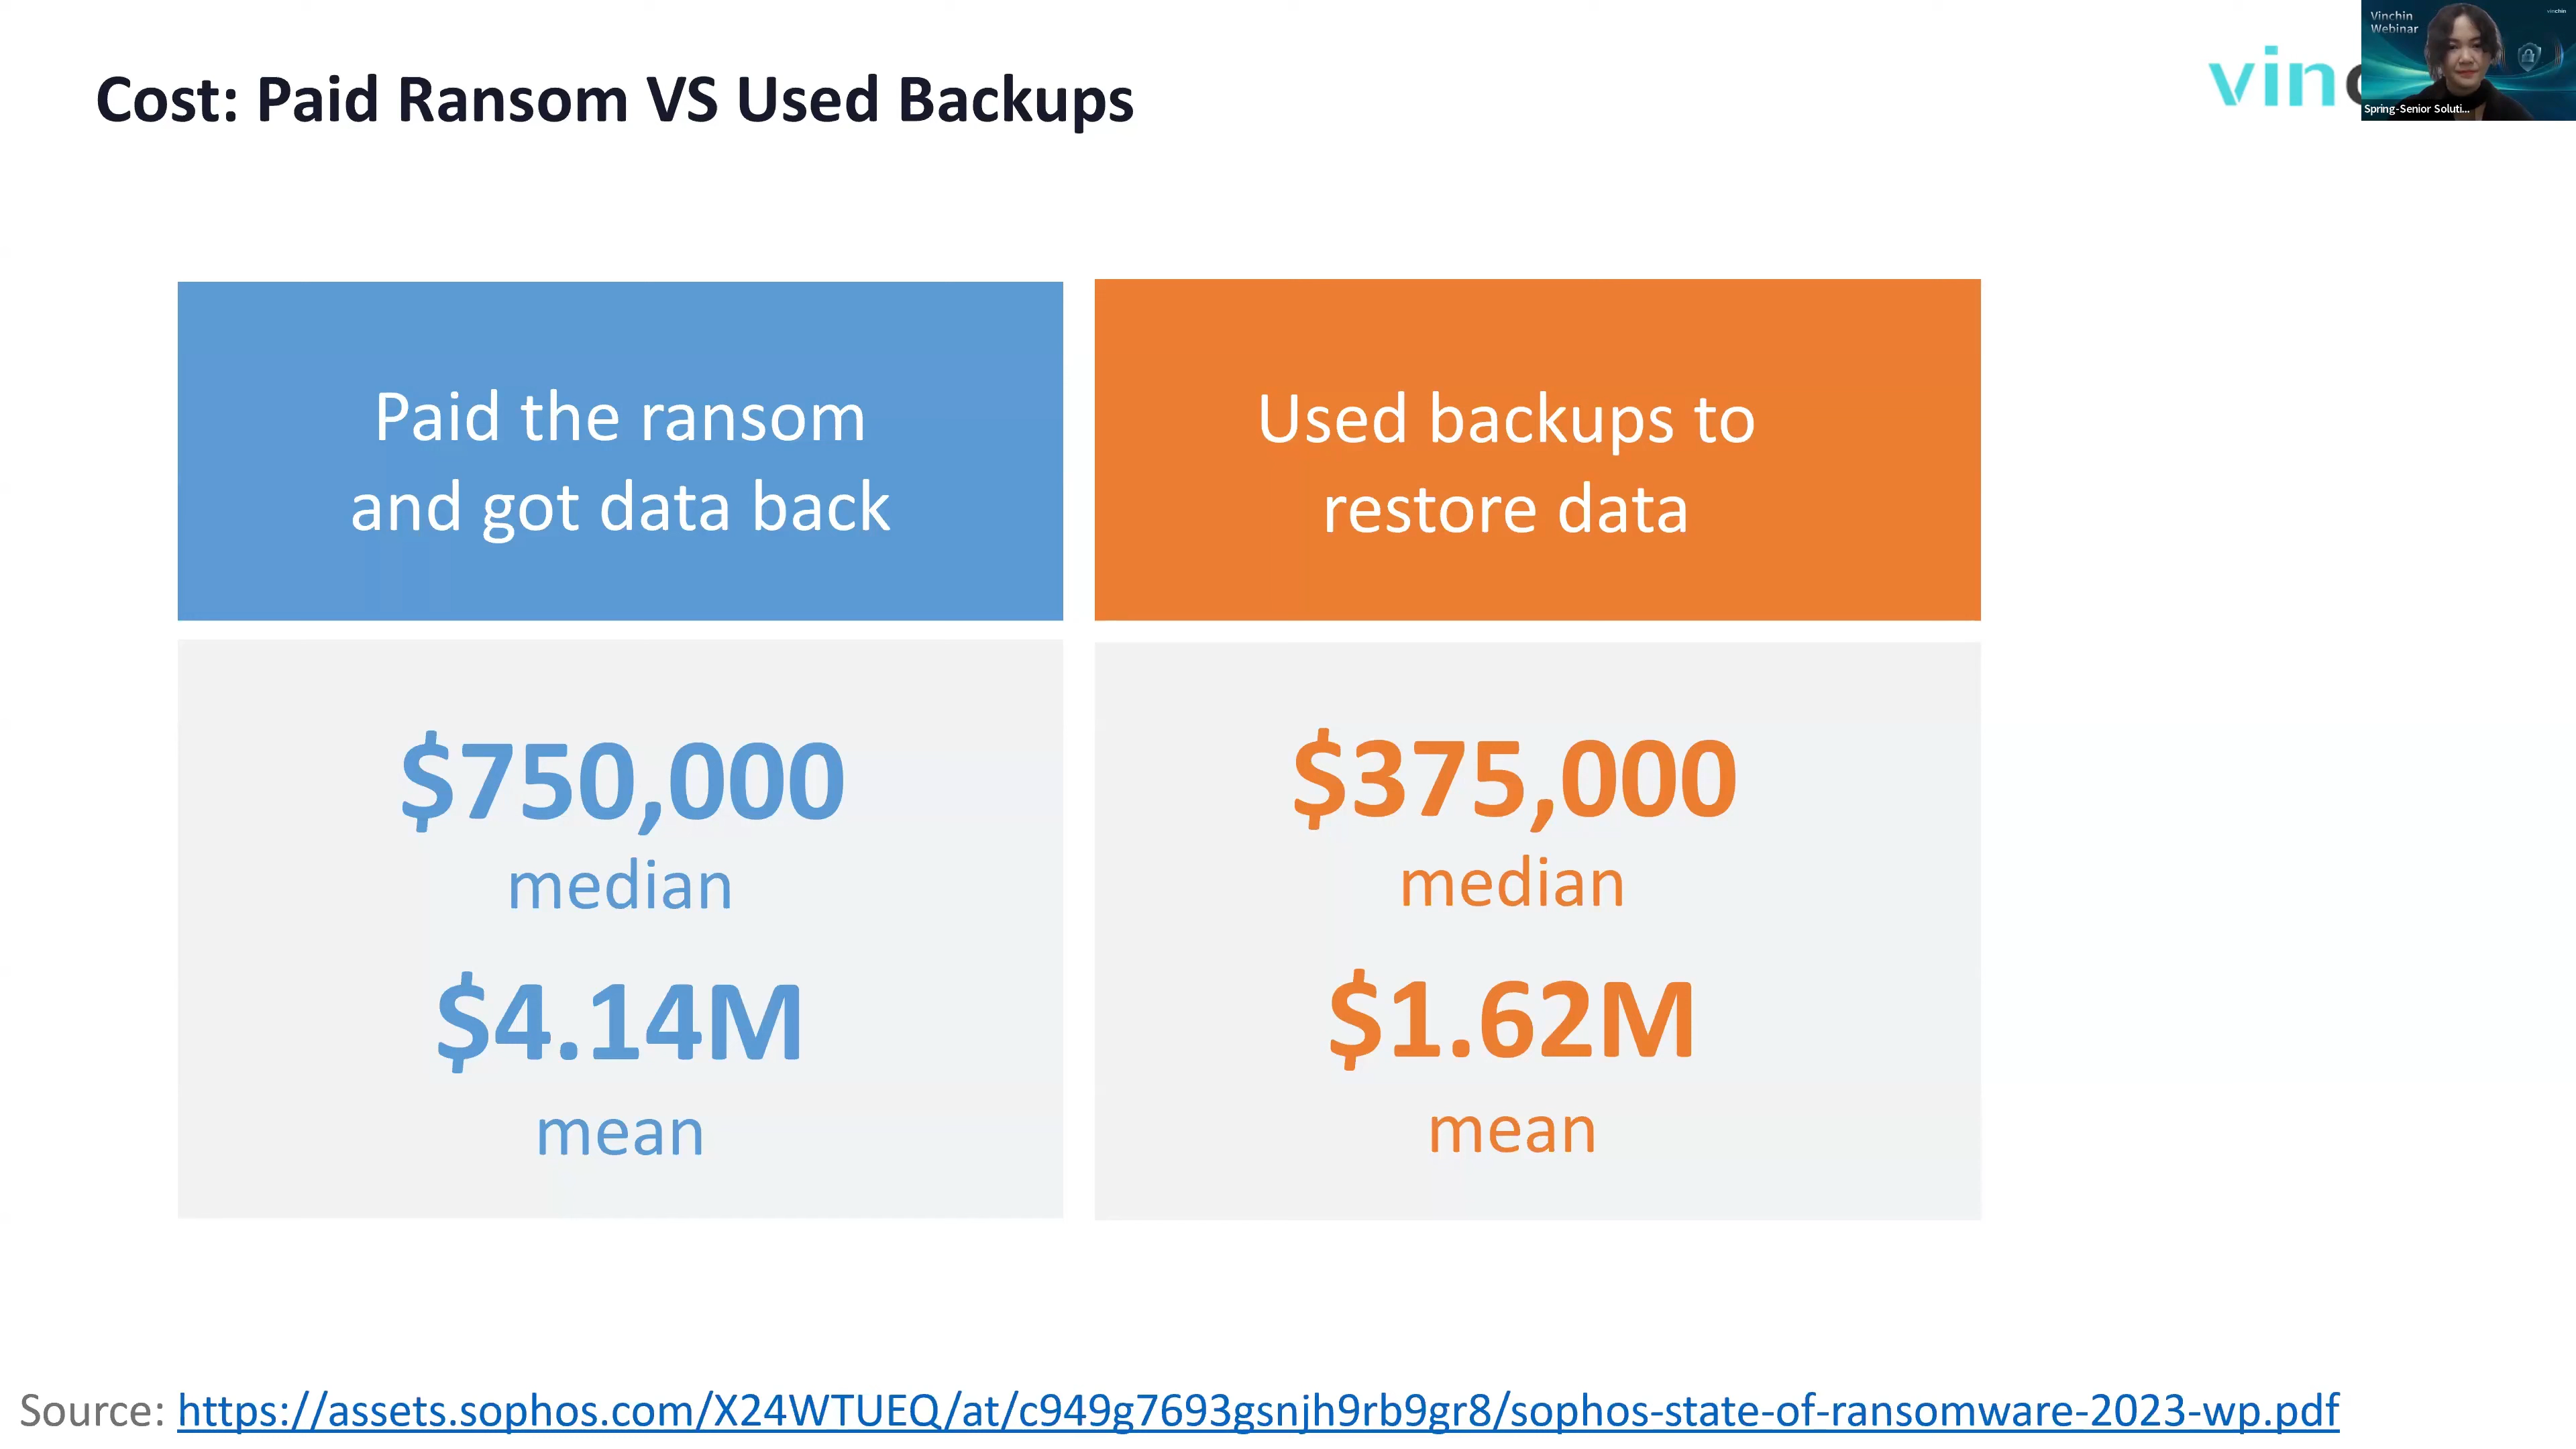 Cost: Paid Ransom VS Used Backups
Vinchin
Webinar
vinchin
Spring-Senior Soluti...
Paid the ransom
and got data back
Used backups to
restore data
$750,000
median
$4.14M
mean
$375,000
median
$1.62M
mean
Source: https://assets.sophos.com/X24WTUEQ/at/c949g7693gsnjh9rb9gr8/sophos-state-of-ransomware-2023-wp.pdf